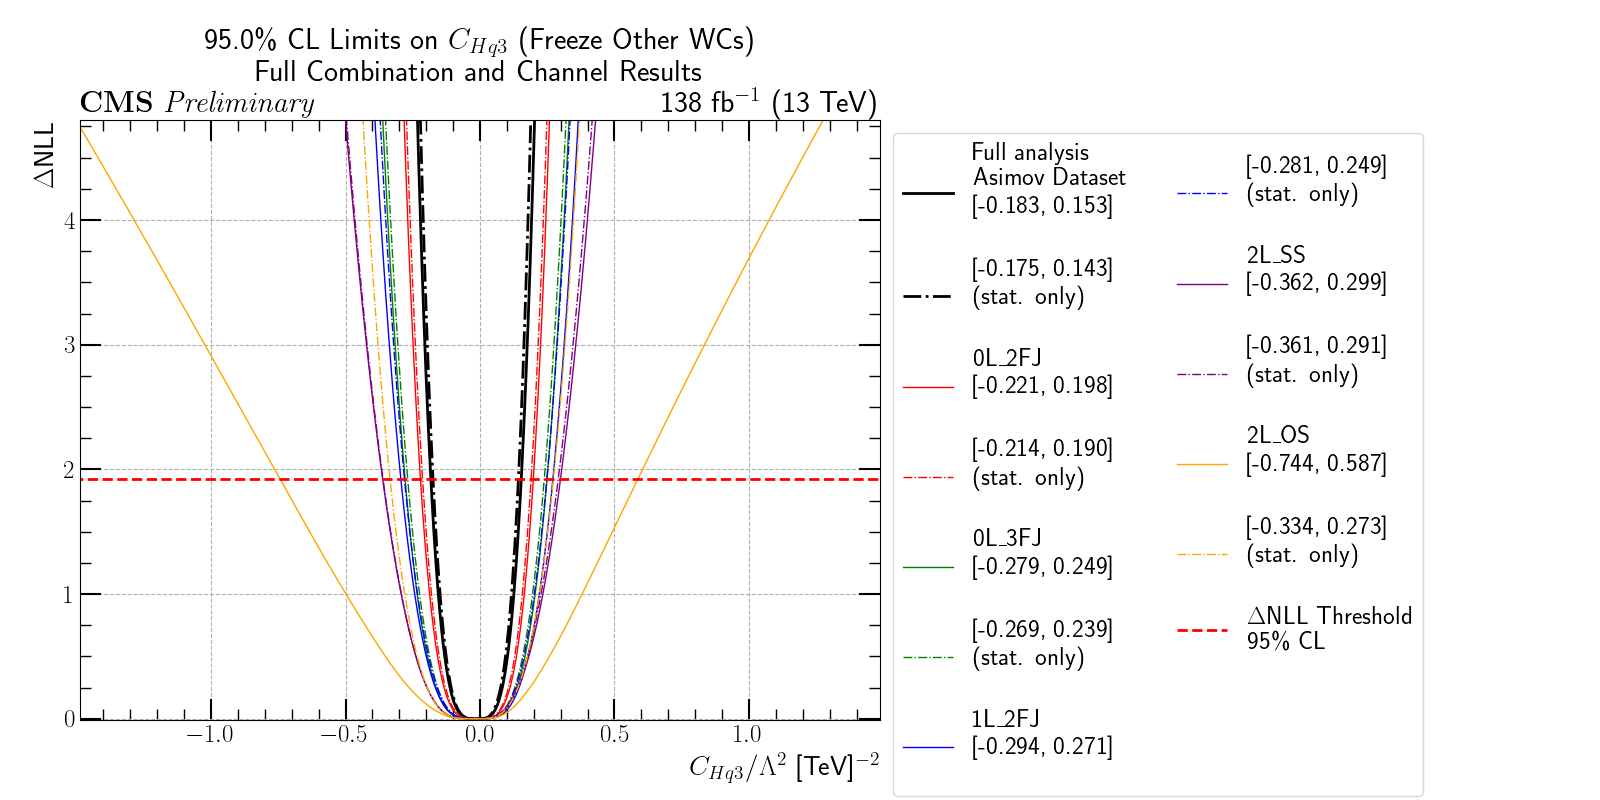 95.0% CL Limits on C_{Hq3} (Freeze Other WCs)
Full Combination and Channel Results
CMS Preliminary
138 fb⁻¹ (13 TeV)
ΔNLL
4
3
2
1
0
−1.0
−0.5
0.0
0.5
1.0
C_{Hq3}/Λ² [TeV]⁻²
Full analysis
Asimov Dataset
[-0.183, 0.153]
[-0.175, 0.143]
(stat. only)
0L_2FJ
[-0.221, 0.198]
[-0.214, 0.190]
(stat. only)
0L_3FJ
[-0.279, 0.249]
[-0.269, 0.239]
(stat. only)
1L_2FJ
[-0.294, 0.271]
[-0.281, 0.249]
(stat. only)
2L_SS
[-0.362, 0.299]
[-0.361, 0.291]
(stat. only)
2L_OS
[-0.744, 0.587]
[-0.334, 0.273]
(stat. only)
ΔNLL Threshold
95% CL